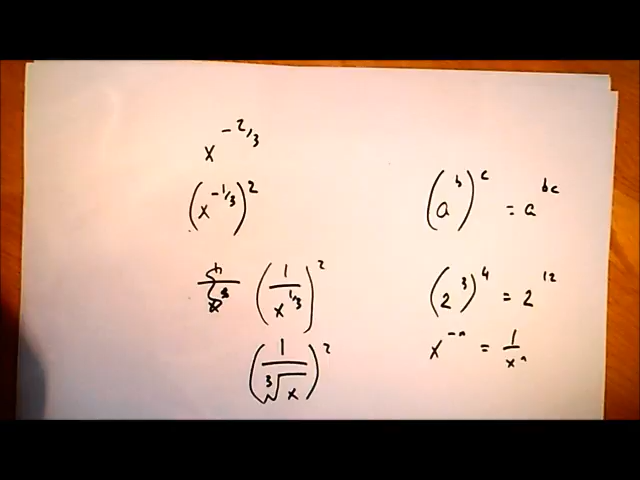 x^{-2/3}
(x^{-1/3})^2
(1/x^{1/3})^2
(1/∛x)^2
(a^b)^c = a^{bc}
(2^3)^4 = 2^{12}
x^{-n} = 1/x^n